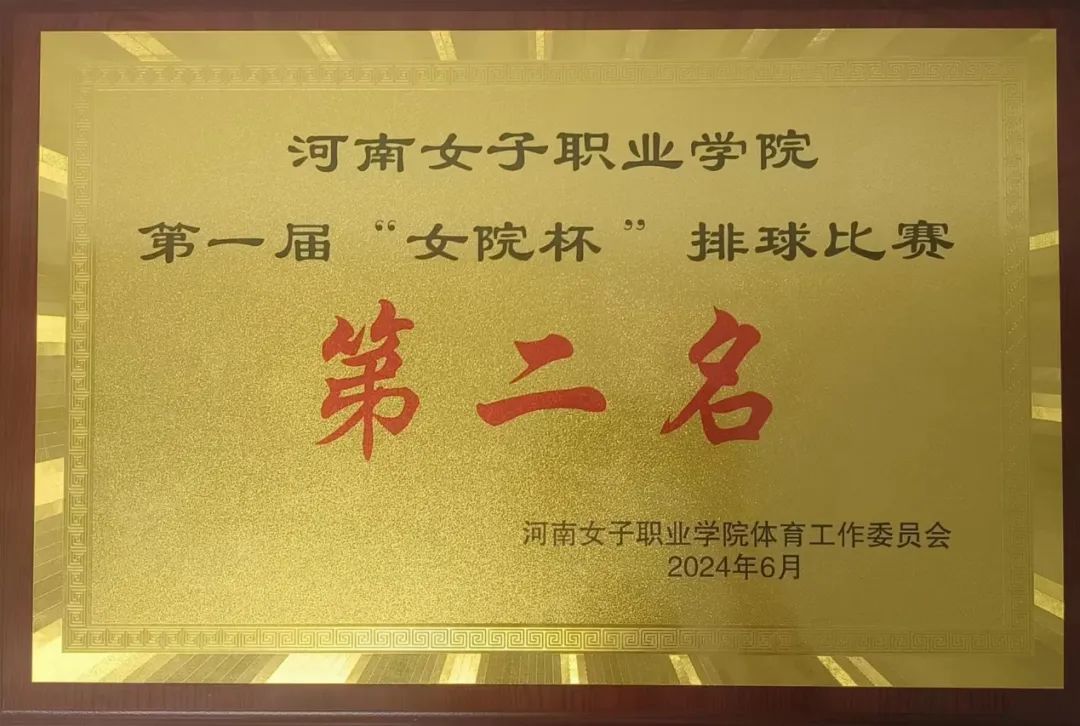 河南女子职业学院
第一届“女院杯”排球比赛
第二名
河南女子职业学院体育工作委员会
2024年6月